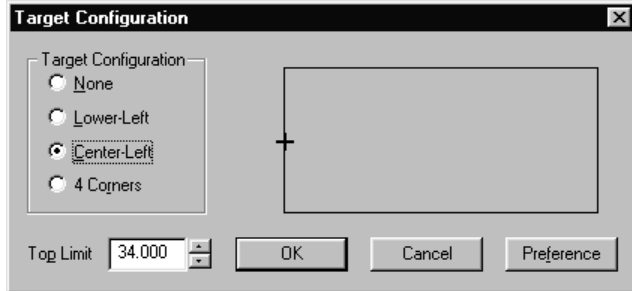 Target Configuration
Target Configuration
None
Lower-Left
Center-Left
4 Corners
Top Limit 34.000 OK Cancel Preference